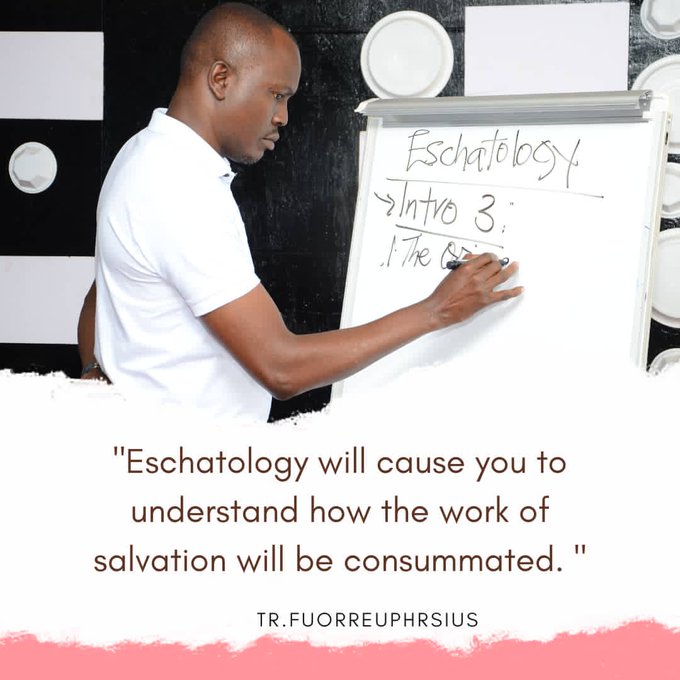 Eschatology
→Intro 3:
1. The
"Eschatology will cause you to
understand how the work of
salvation will be consummated. "
TR.FUORREUPHRSIUS